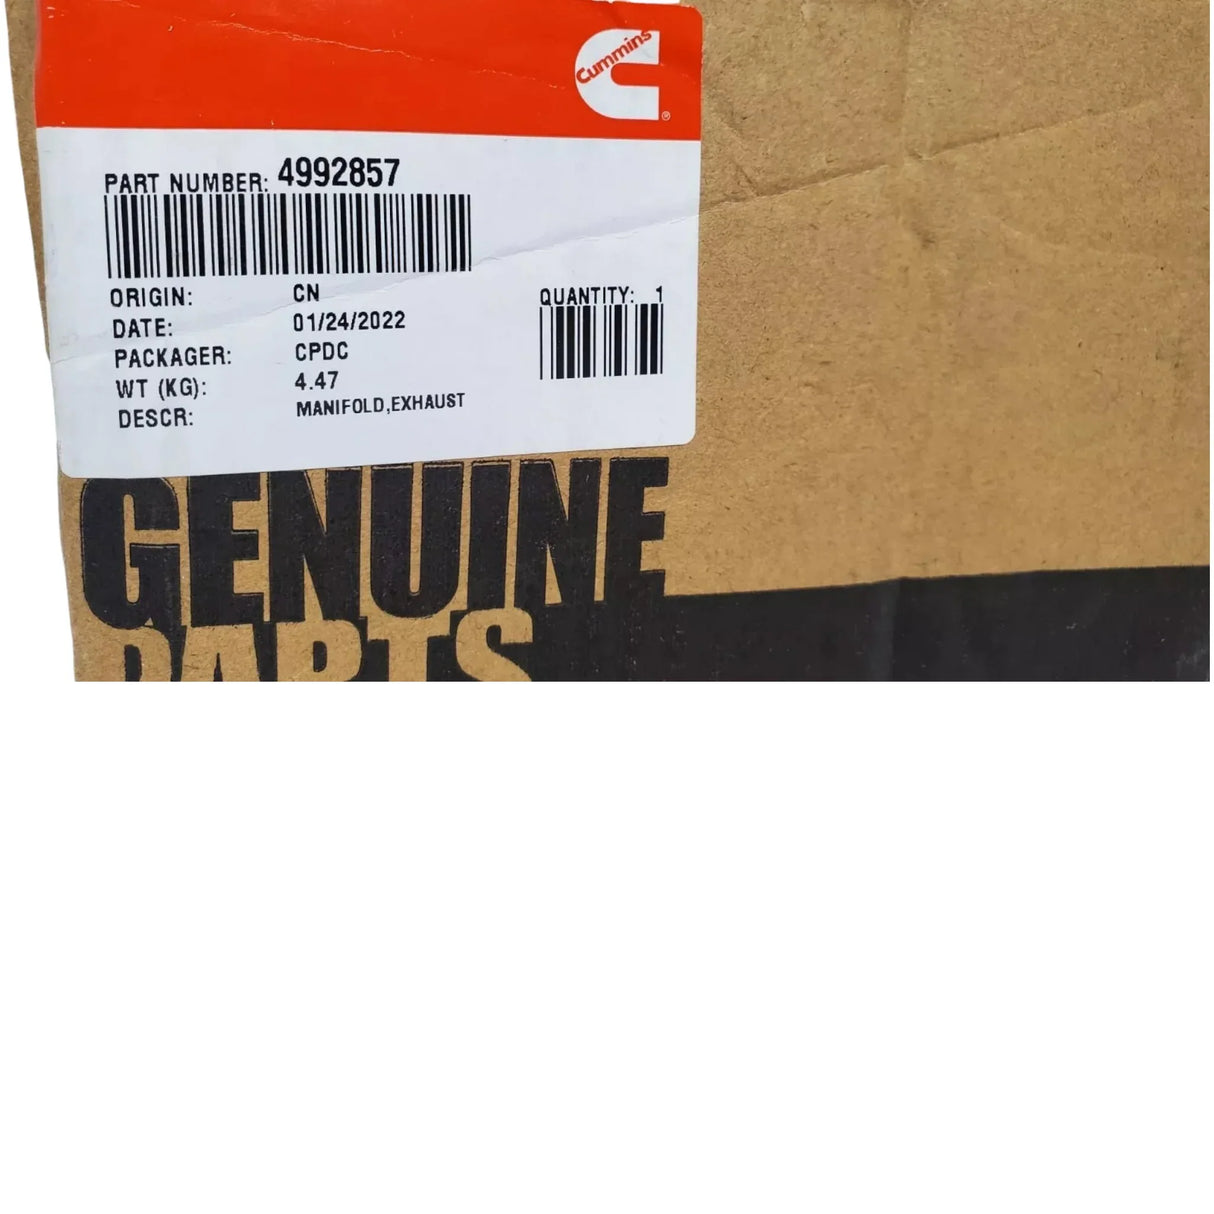 Cummins
®
PART NUMBER: 4992857
ORIGIN: CN
DATE: 01/24/2022
PACKAGER: CPDC
WT (KG): 4.47
DESCR: MANIFOLD,EXHAUST
QUANTITY: 1
GENUINE
PARTS